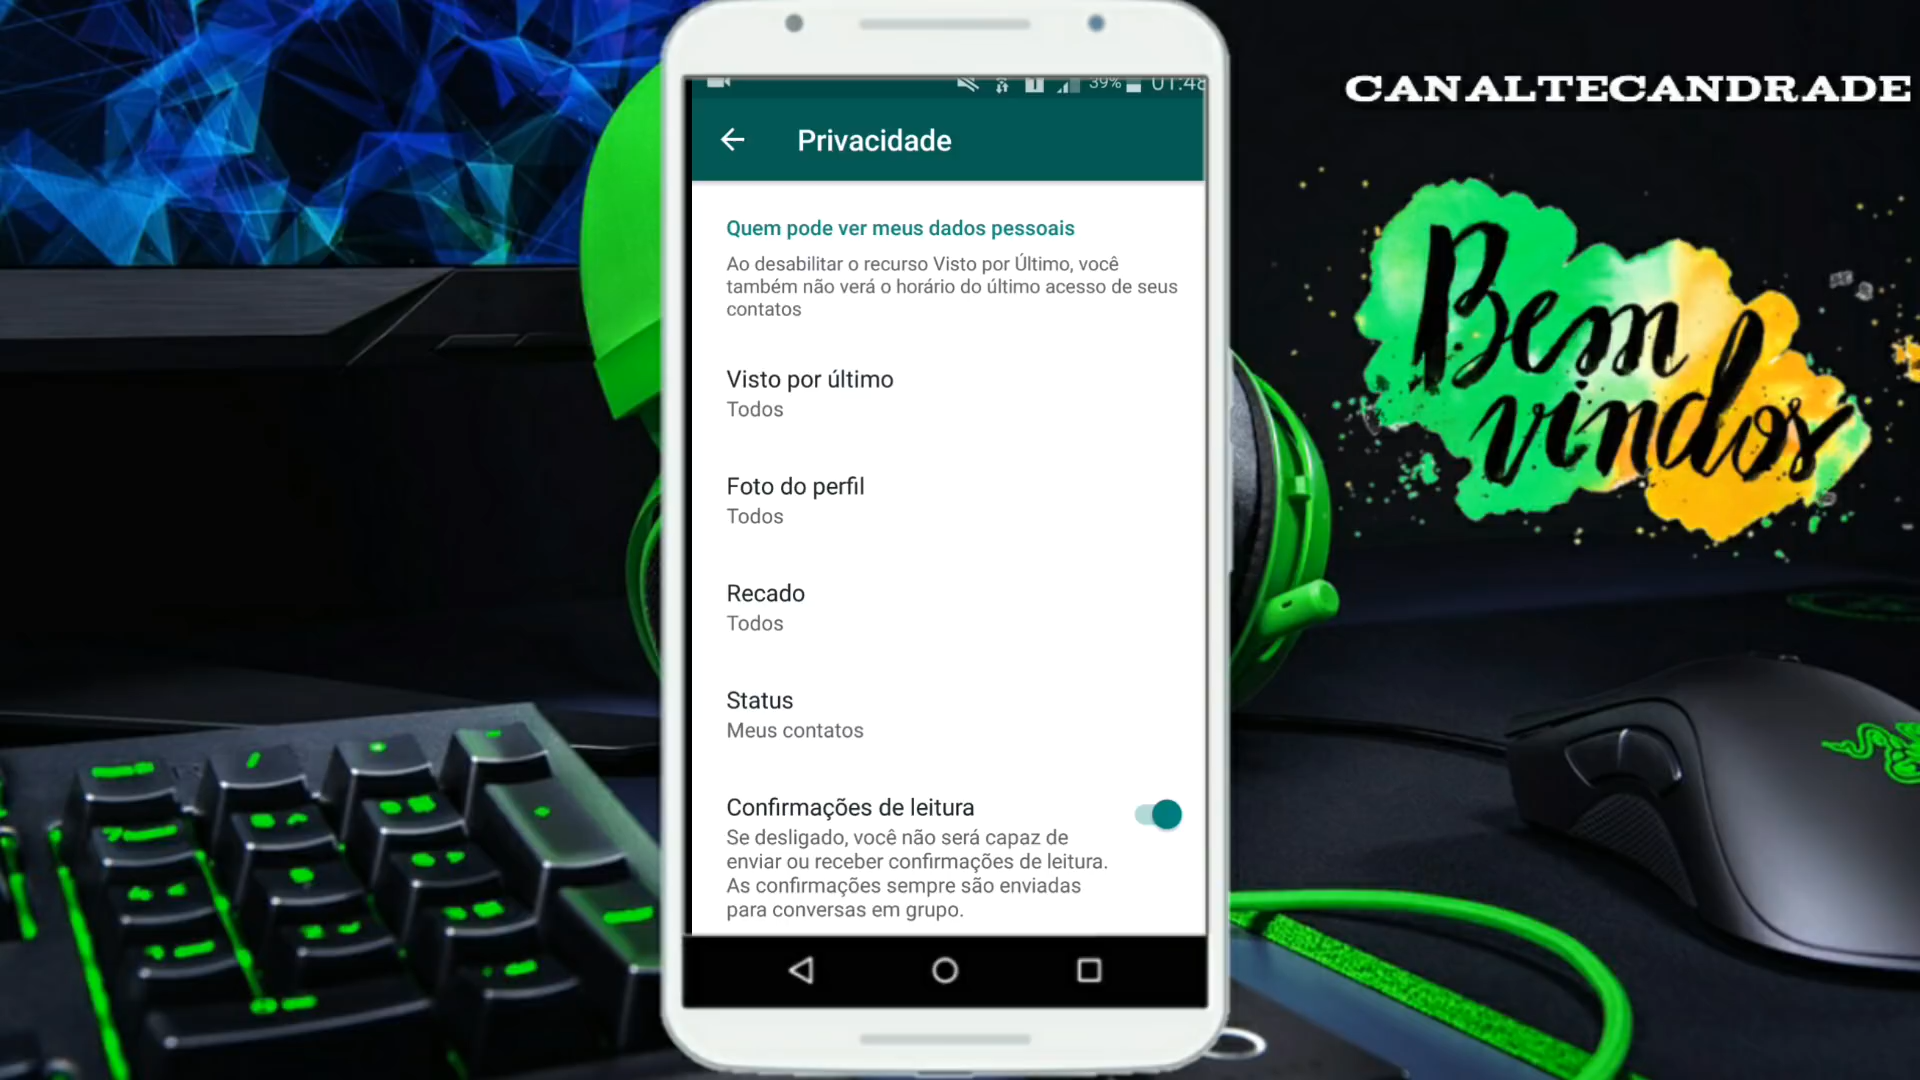 39% 01:48
Privacidade
Quem pode ver meus dados pessoais
Ao desabilitar o recurso Visto por Último, você
também não verá o horário do último acesso de seus
contatos
Visto por último
Todos
Foto do perfil
Todos
Recado
Todos
Status
Meus contatos
Confirmações de leitura
Se desligado, você não será capaz de
enviar ou receber confirmações de leitura.
As confirmações sempre são enviadas
para conversas em grupo.
CANALTECANDRADE
Bem
vindos